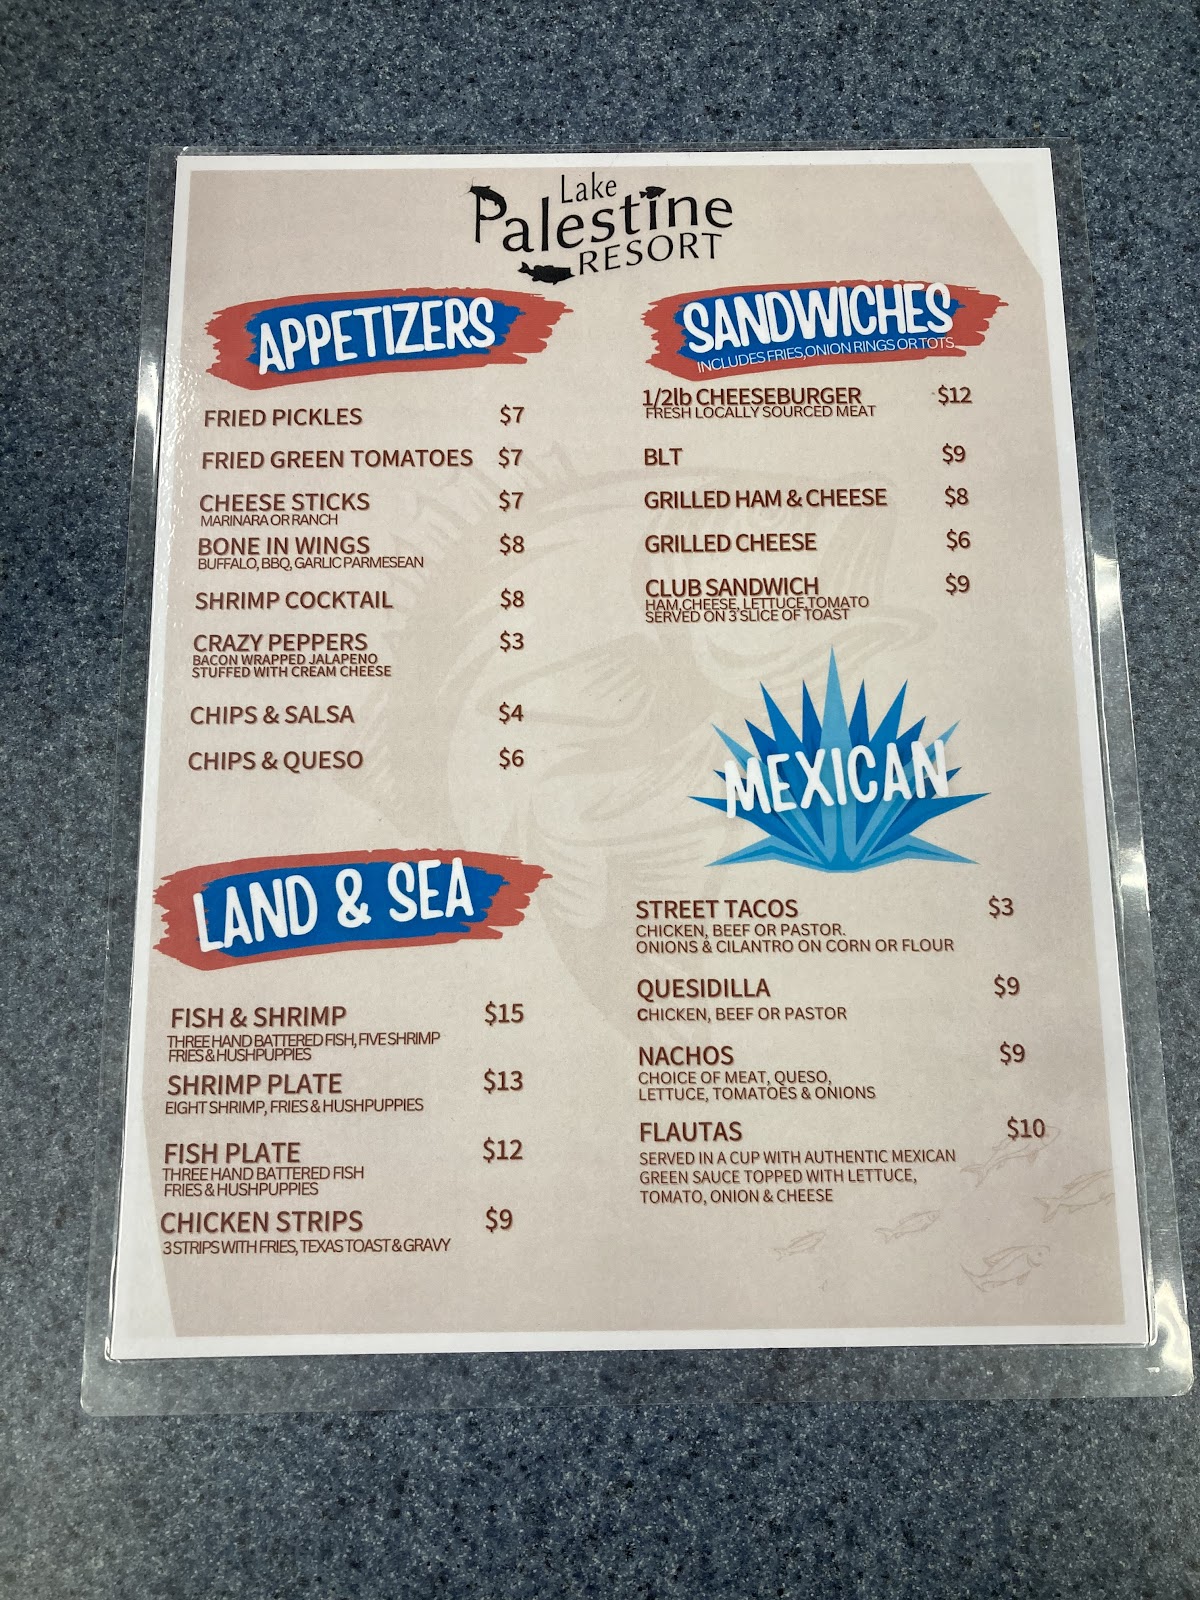 Lake
Palestine
RESORT
APPETIZERS
FRIED PICKLES $7
FRIED GREEN TOMATOES $7
CHEESE STICKS $7
MARINARA OR RANCH
BONE IN WINGS $8
BUFFALO, BBQ, GARLIC PARMESEAN
SHRIMP COCKTAIL $8
CRAZY PEPPERS $3
BACON WRAPPED JALAPENO
STUFFED WITH CREAM CHEESE
CHIPS & SALSA $4
CHIPS & QUESO $6
LAND & SEA
FISH & SHRIMP $15
THREE HAND BATTERED FISH, FIVE SHRIMP
FRIES & HUSHPUPPIES
SHRIMP PLATE $13
EIGHT SHRIMP, FRIES & HUSHPUPPIES
FISH PLATE $12
THREE HAND BATTERED FISH
FRIES & HUSHPUPPIES
CHICKEN STRIPS $9
3 STRIPS WITH FRIES, TEXAS TOAST & GRAVY
SANDWICHES
INCLUDES FRIES,ONION RINGS OR TOTS
1/2lb CHEESEBURGER $12
FRESH LOCALLY SOURCED MEAT
BLT $9
GRILLED HAM & CHEESE $8
GRILLED CHEESE $6
CLUB SANDWICH $9
HAM,CHEESE, LETTUCE,TOMATO
SERVED ON 3 SLICE OF TOAST
MEXICAN
STREET TACOS $3
CHICKEN, BEEF OR PASTOR.
ONIONS & CILANTRO ON CORN OR FLOUR
QUESIDILLA $9
CHICKEN, BEEF OR PASTOR
NACHOS $9
CHOICE OF MEAT, QUESO,
LETTUCE, TOMATOES & ONIONS
FLAUTAS $10
SERVED IN A CUP WITH AUTHENTIC MEXICAN
GREEN SAUCE TOPPED WITH LETTUCE,
TOMATO, ONION & CHEESE